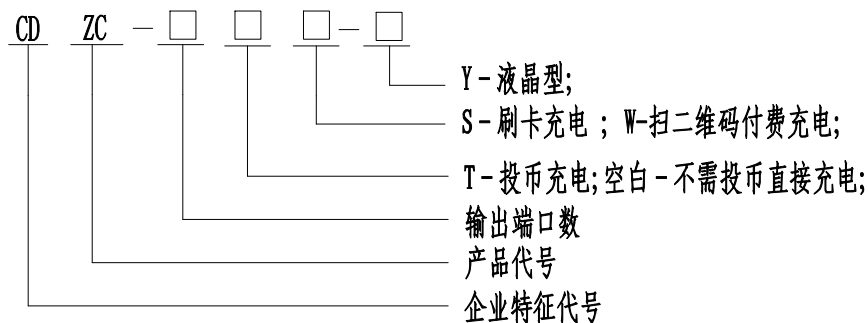 CD ZC-□□□-□
Y-液晶型;
S-刷卡充电 ; W-扫二维码付费充电;
T-投币充电;空白-不需投币直接充电;
输出端口数
产品代号
企业特征代号